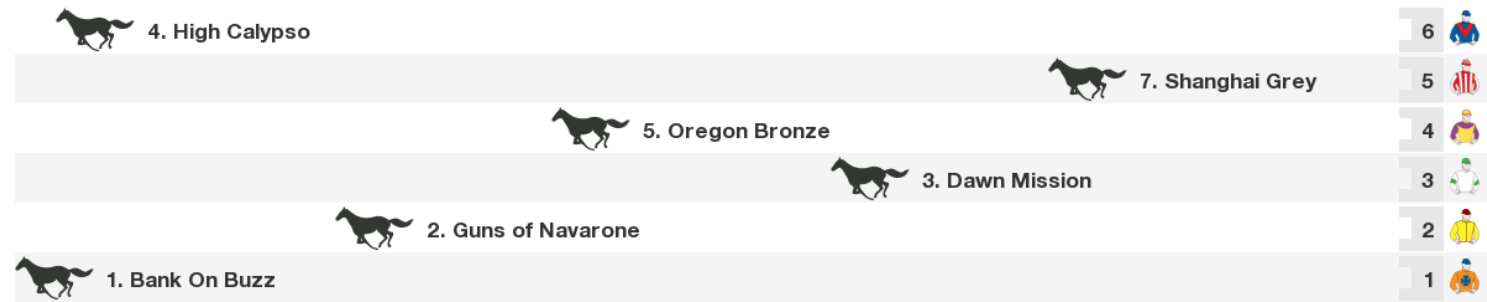 4. High Calypso 6
7. Shanghai Grey 5
5. Oregon Bronze 4
3. Dawn Mission 3
2. Guns of Navarone 2
1. Bank On Buzz 1